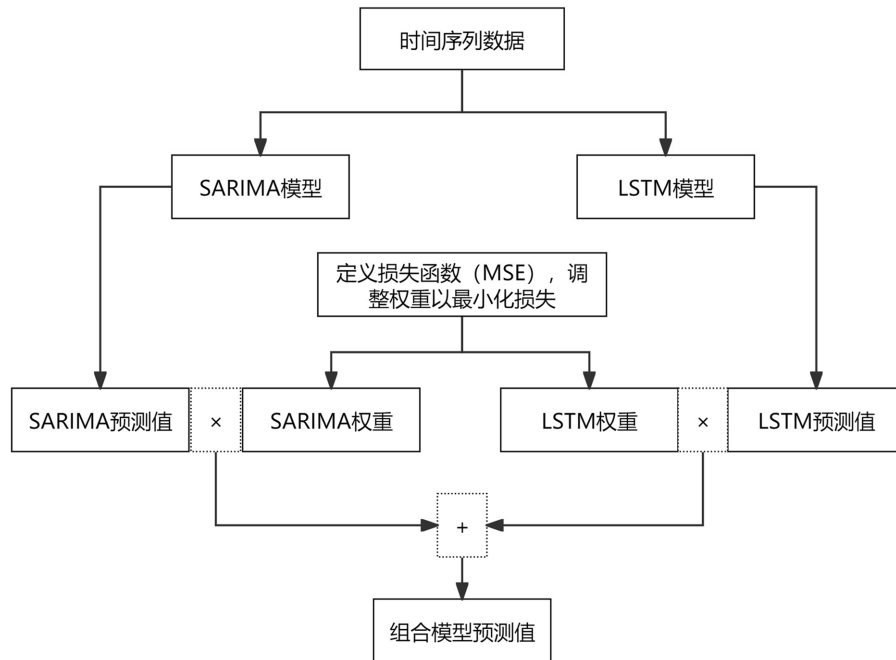 时间序列数据
SARIMA模型
LSTM模型
定义损失函数（MSE），调
整权重以最小化损失
SARIMA预测值
×
SARIMA权重
LSTM权重
×
LSTM预测值
+
组合模型预测值